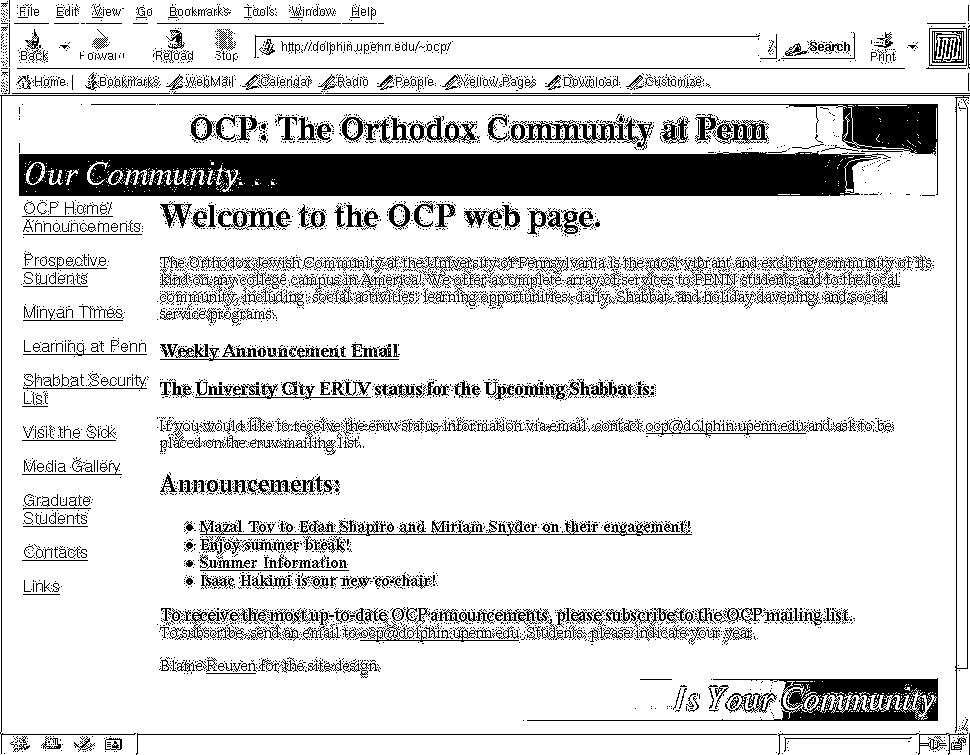 File Edit View Go Bookmarks Tools Window Help
Back Forward Reload Stop http://dolphin.upenn.edu/~ocp/ Search Print
Home Bookmarks WebMail Calendar Radio People Yellow Pages Download Customize...
OCP: The Orthodox Community at Penn
Our Community. . .
OCP Home/
Announcements
Prospective
Students
Minyan Times
Learning at Penn
Shabbat Security
List
Visit the Sick
Media Gallery
Graduate
Students
Contacts
Links
Welcome to the OCP web page.
The Orthodox Jewish Community at the University of Pennsylvania is the most vibrant and exciting community of its
kind on any college campus in America. We offer a complete array of services to PENN students and to the local
community, including: social activities, learning opportunities, daily, Shabbat, and holiday davening, and social
service programs.
Weekly Announcement Email
The University City ERUV status for the Upcoming Shabbat is:
If you would like to receive the eruv status information via email, contact ocp@dolphin.upenn.edu and ask to be
placed on the eruv mailing list.
Announcements:
Mazal Tov to Edan Shapiro and Miriam Snyder on their engagement!
Enjoy summer break!
Summer Information
Isaac Hakimi is our new co-chair!
To receive the most up-to-date OCP announcements, please subscribe to the OCP mailing list.
To subscribe, send an email to ocp@dolphin.upenn.edu. Students, please indicate your year.
Blame Reuven for the site design.
. . .Is Your Community